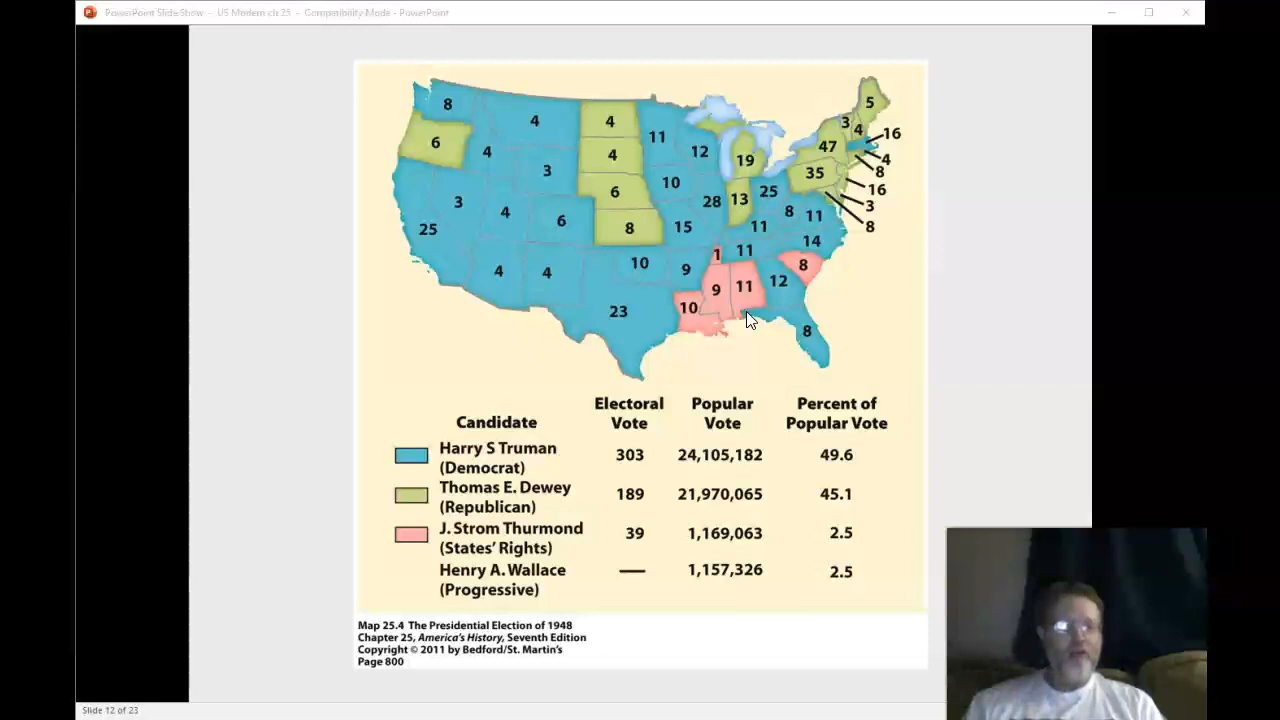 PowerPoint Slide Show - US Modern ch 25 - Compatibility Mode - PowerPoint
5
8
4
4
11
3
4
16
6
4
12
47
4
4
19
8
3
35
16
10
25
3
6
13
28
8
3
4
8
11
6
15
11
8
25
14
10
11
1
4
4
9
8
12
9
11
10
23
8
Candidate
Electoral
Vote
Popular
Vote
Percent of
Popular Vote
Harry S Truman
(Democrat)
303 24,105,182 49.6
Thomas E. Dewey
(Republican)
189 21,970,065 45.1
J. Strom Thurmond
(States' Rights)
39 1,169,063 2.5
Henry A. Wallace
(Progressive)
— 1,157,326 2.5
Map 25.4 The Presidential Election of 1948
Chapter 25, America's History, Seventh Edition
Copyright © 2011 by Bedford/St. Martin's
Page 800
Slide 12 of 23